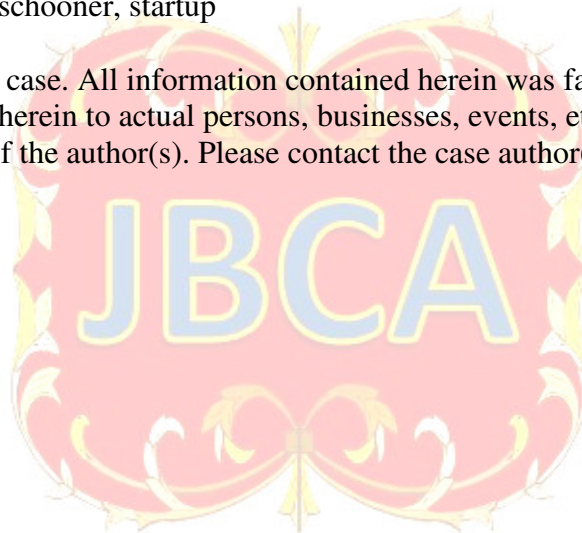 schooner, startup
case. All information contained herein was fa
herein to actual persons, businesses, events, e
f the author(s). Please contact the case author
JBCA